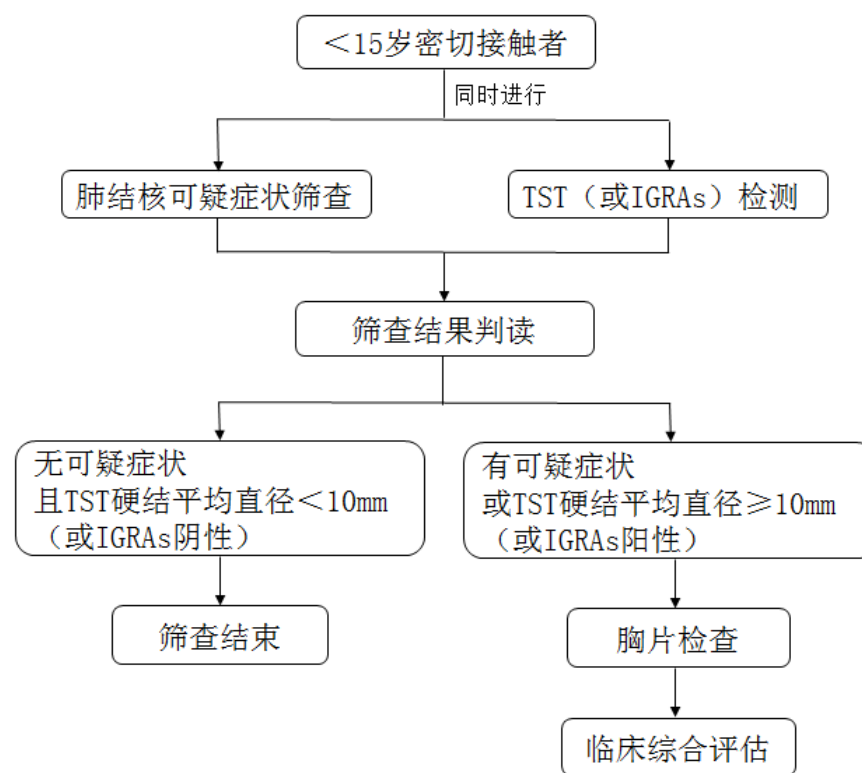 ＜15岁密切接触者
同时进行
肺结核可疑症状筛查
TST（或IGRAs）检测
筛查结果判读
无可疑症状
且TST硬结平均直径＜10mm
（或IGRAs阴性）
有可疑症状
或TST硬结平均直径≥10mm
（或IGRAs阳性）
筛查结束
胸片检查
临床综合评估